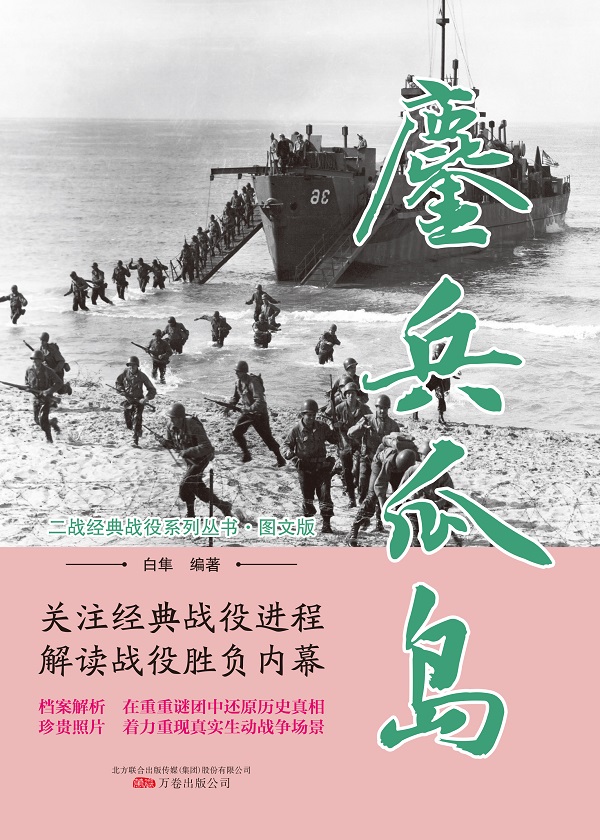 鏖兵瓜岛
36
二战经典战役系列丛书·图文版
白隼 编著
关注经典战役进程
解读战役胜负内幕
档案解析 在重重谜团中还原历史真相
珍贵照片 着力重现真实生动战争场景
北方联合出版传媒(集团)股份有限公司
万卷出版公司